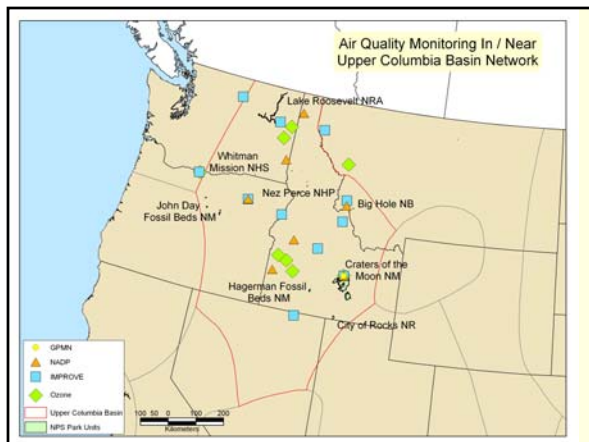 Air Quality Monitoring In / Near
Upper Columbia Basin Network
Lake Roosevelt NRA
Whitman
Mission NHS
Nez Perce NHP
John Day
Fossil Beds NM
Big Hole NB
Craters of the
Moon NM
Hagerman Fossil
Beds NM
City of Rocks NR
GPMN
NADP
IMPROVE
Ozone
Upper Columbia Basin
NPS Park Units
100 50 0 100 200
Kilometers